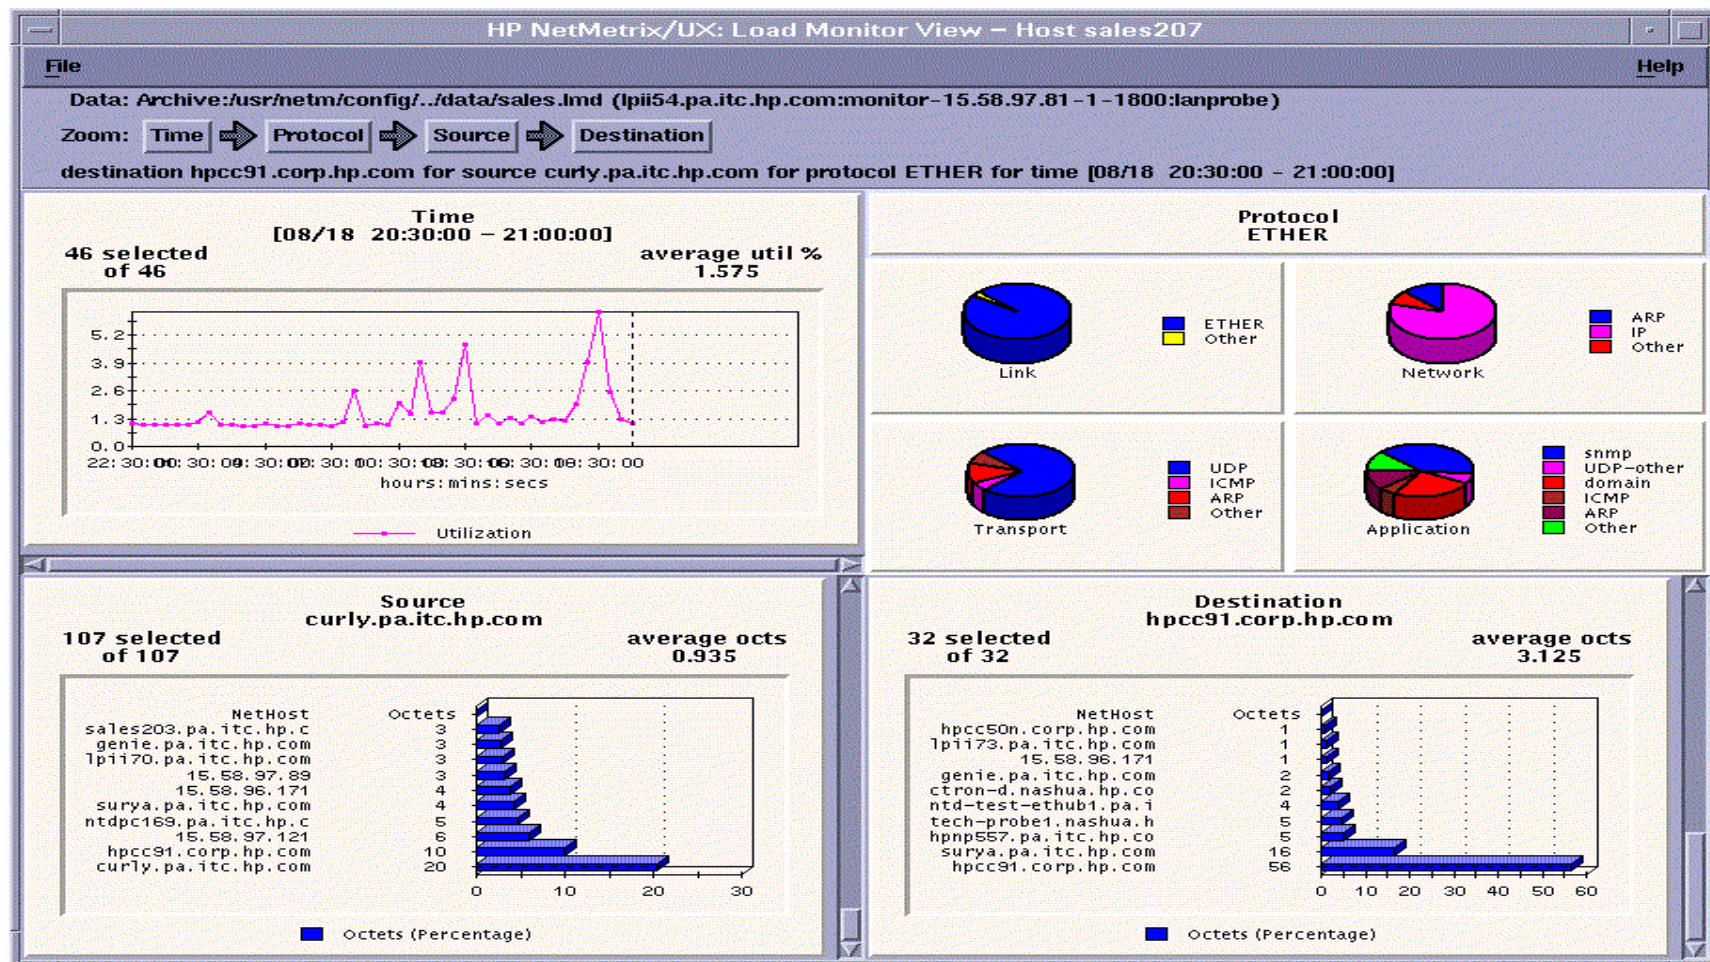 HP NetMetrix/UX: Load Monitor View – Host sales207
File Help
Data: Archive:/usr/netm/config/../data/sales.lmd (lpii54.pa.itc.hp.com:monitor-15.58.97.81-1-1800:lanprobe)
Zoom: Time Protocol Source Destination
destination hpcc91.corp.hp.com for source curly.pa.itc.hp.com for protocol ETHER for time [08/18 20:30:00 - 21:00:00]
Time
[08/18 20:30:00 – 21:00:00]
46 selected
of 46
average util %
1.575
5.2
3.9
2.6
1.3
0.0
22:30:00
hours:mins:secs
Utilization
Protocol
ETHER
ETHER
Other
Link
ARP
IP
Other
Network
UDP
ICMP
ARP
Other
Transport
snmp
UDP-other
domain
ICMP
ARP
Other
Application
Source
curly.pa.itc.hp.com
107 selected
of 107
average octs
0.935
NetHost Octets
sales203.pa.itc.hp.c 3
genie.pa.itc.hp.com 3
lpii70.pa.itc.hp.com 3
15.58.97.89 3
15.58.96.171 4
surya.pa.itc.hp.com 4
ntdpc169.pa.itc.hp.c 5
15.58.97.121 6
hpcc91.corp.hp.com 10
curly.pa.itc.hp.com 20
0 10 20 30
Octets (Percentage)
Destination
hpcc91.corp.hp.com
32 selected
of 32
average octs
3.125
NetHost Octets
hpcc50n.corp.hp.com 1
lpii73.pa.itc.hp.com 1
15.58.96.171 1
genie.pa.itc.hp.com 2
ctron-d.nashua.hp.co 2
ntd-test-ethub1.pa.i 4
tech-probe1.nashua.h 5
hpnp557.pa.itc.hp.co 5
surya.pa.itc.hp.com 16
hpcc91.corp.hp.com 56
0 10 20 30 40 50 60
Octets (Percentage)